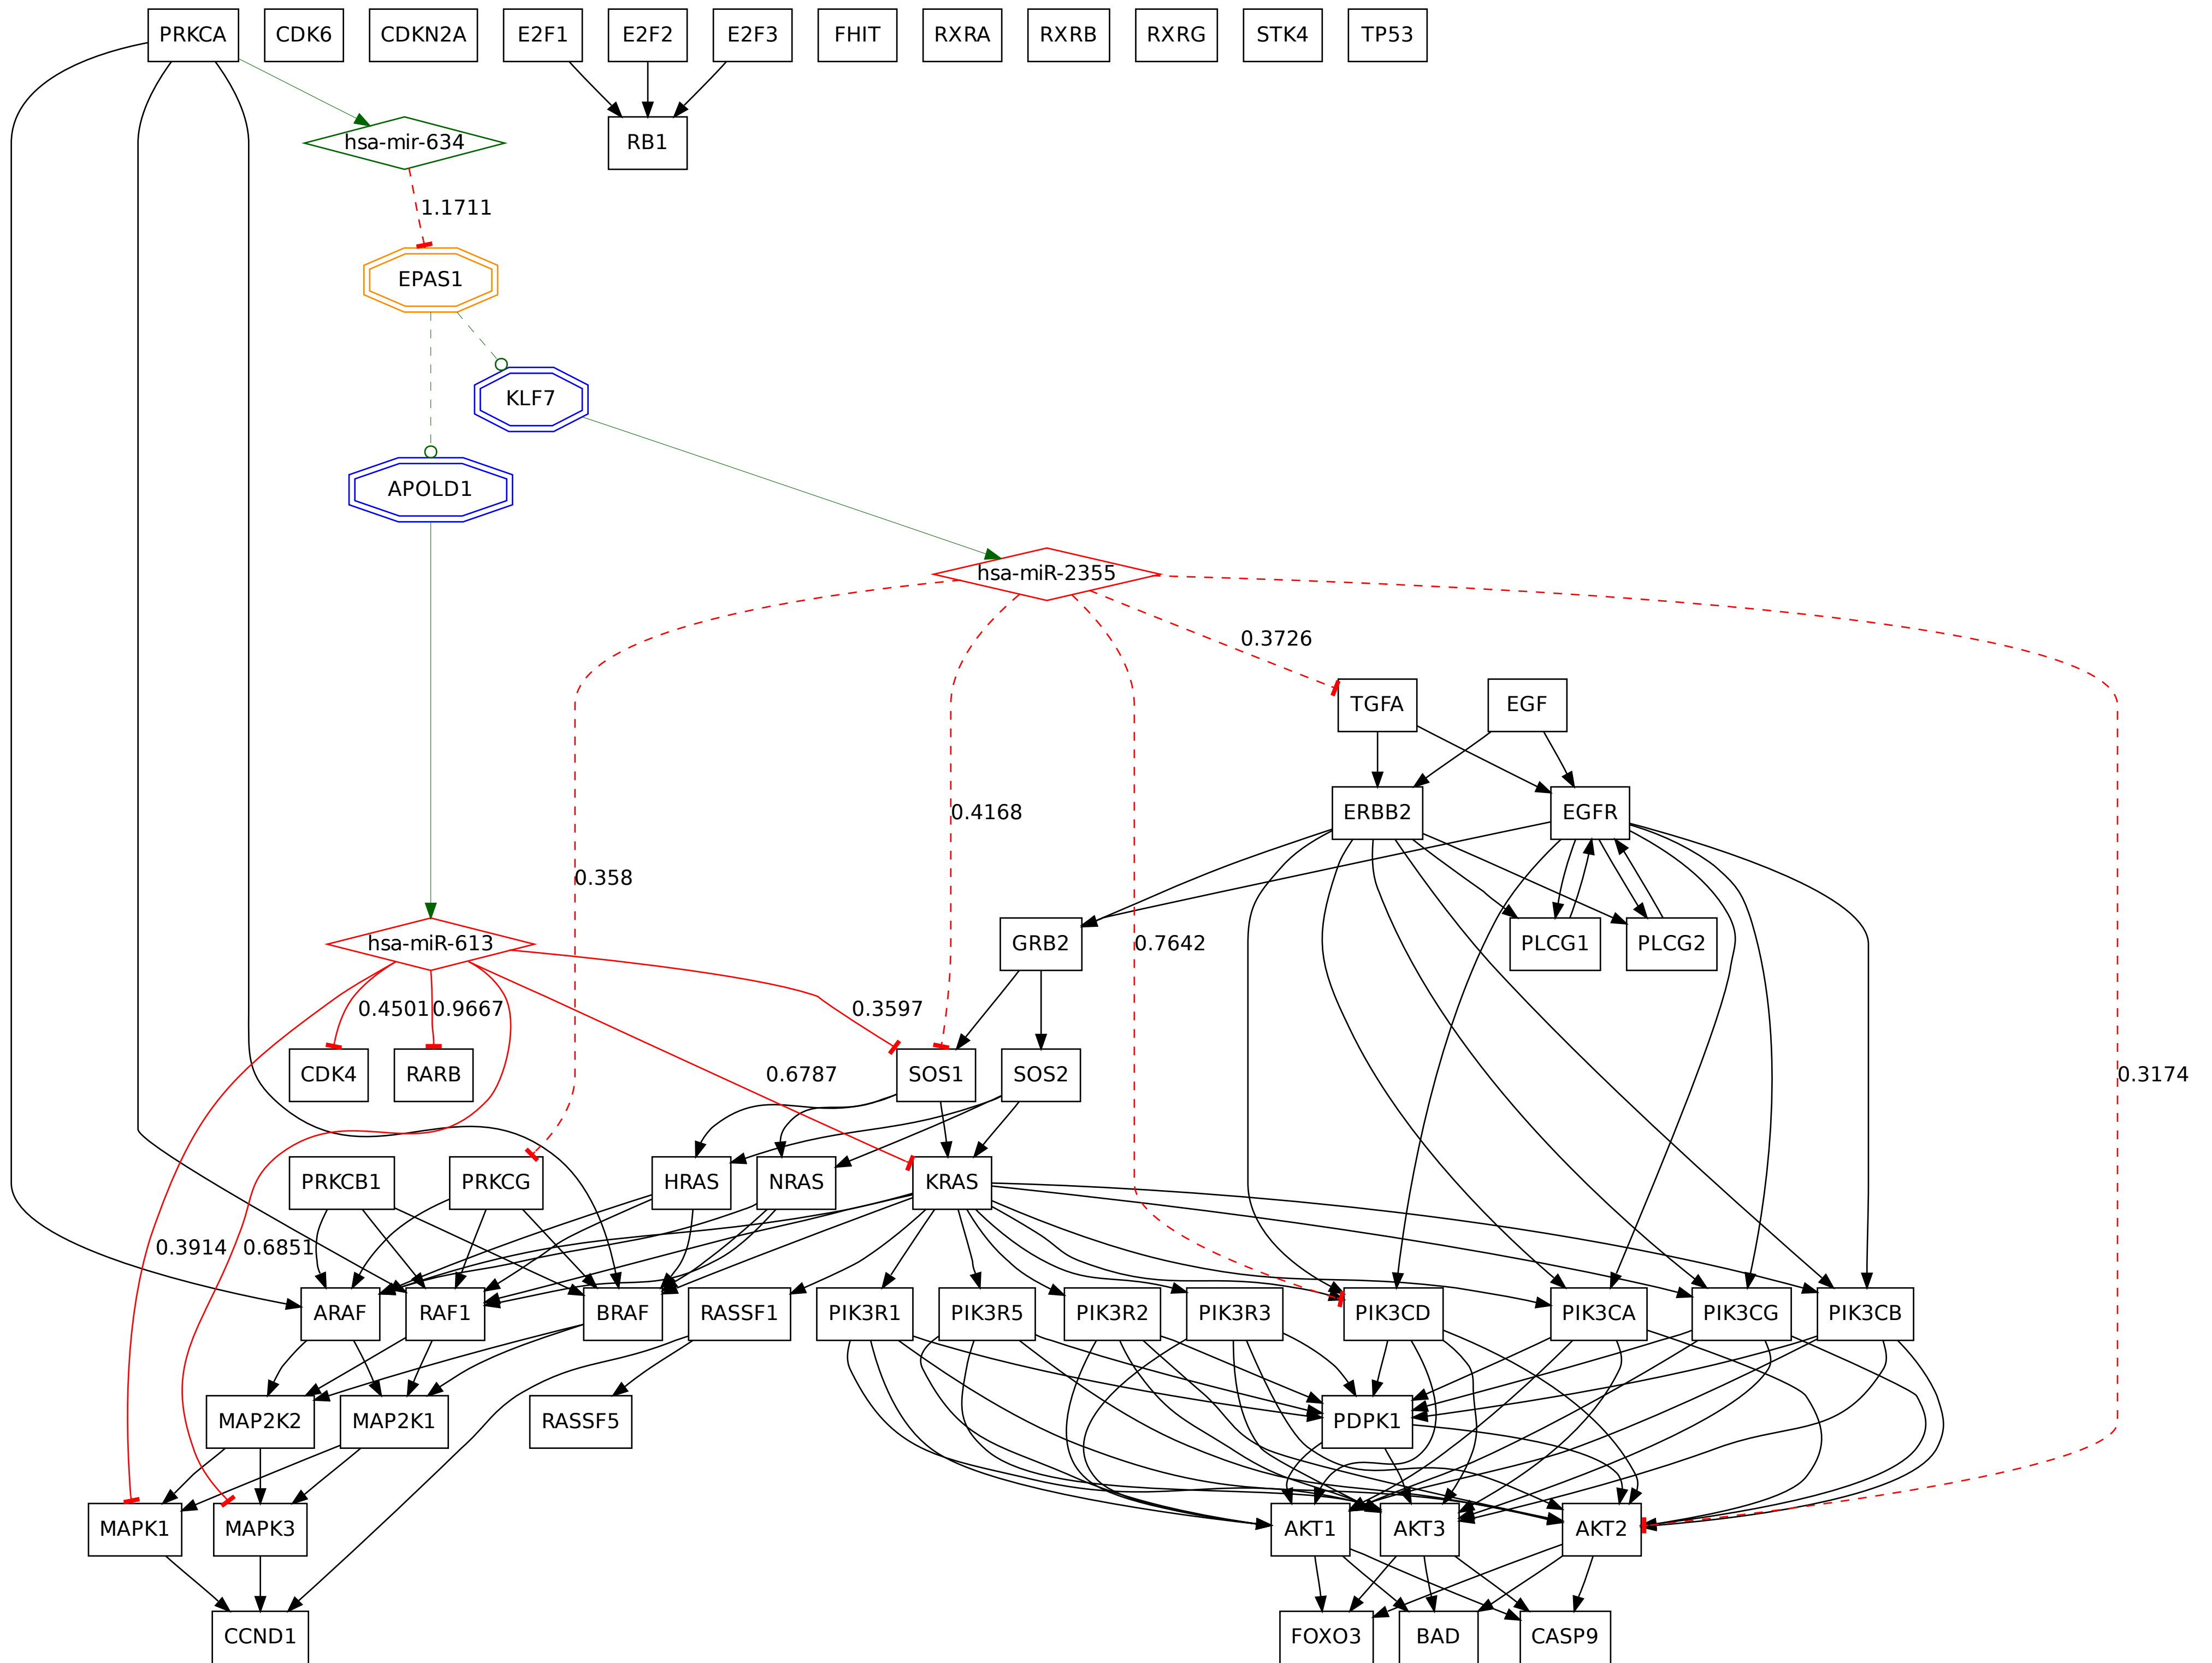 PRKCA
CDK6
CDKN2A
E2F1
E2F2
E2F3
FHIT
RXRA
RXRB
RXRG
STK4
TP53
hsa-mir-634
RB1
1.1711
EPAS1
KLF7
APOLD1
hsa-miR-2355
0.3726
TGFA
EGF
0.4168
ERBB2
EGFR
0.358
hsa-miR-613
GRB2
0.7642
PLCG1
PLCG2
0.4501
0.9667
0.3597
CDK4
RARB
0.6787
SOS1
SOS2
0.3174
PRKCB1
PRKCG
HRAS
NRAS
KRAS
0.3914
0.6851
ARAF
RAF1
BRAF
RASSF1
PIK3R1
PIK3R5
PIK3R2
PIK3R3
PIK3CD
PIK3CA
PIK3CG
PIK3CB
MAP2K2
MAP2K1
RASSF5
PDPK1
MAPK1
MAPK3
AKT1
AKT3
AKT2
CCND1
FOXO3
BAD
CASP9